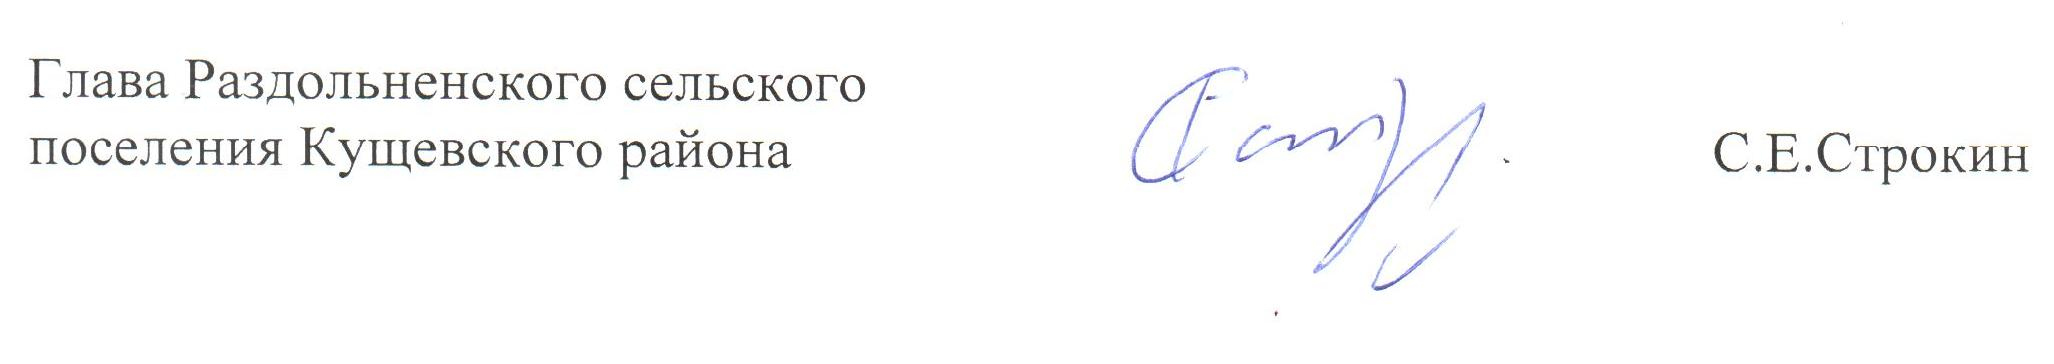 Глава Раздольненского сельского
поселения Кущевского района С.Е.Строкин